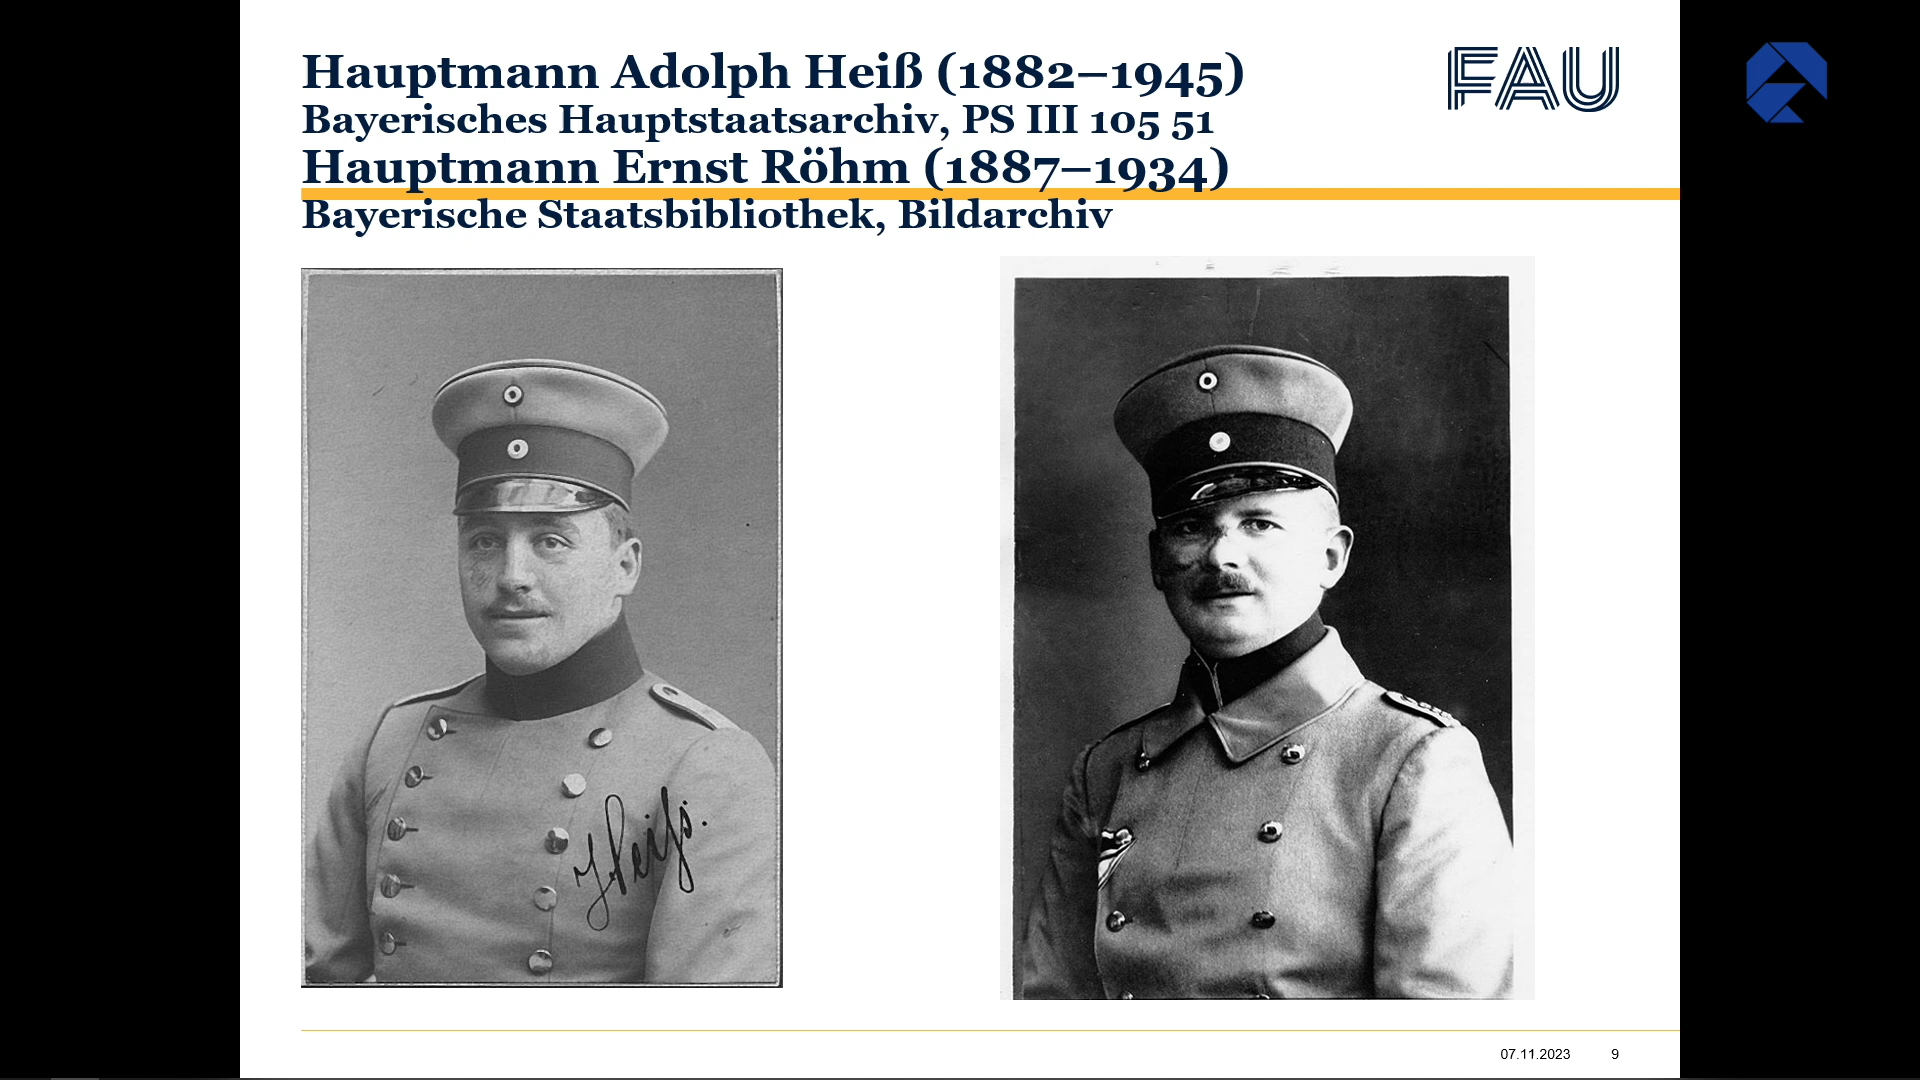 Hauptmann Adolph Heiß (1882–1945)
Bayerisches Hauptstaatsarchiv, PS III 105 51
Hauptmann Ernst Röhm (1887–1934)
Bayerische Staatsbibliothek, Bildarchiv
FAU
Heiß.
07.11.2023 9